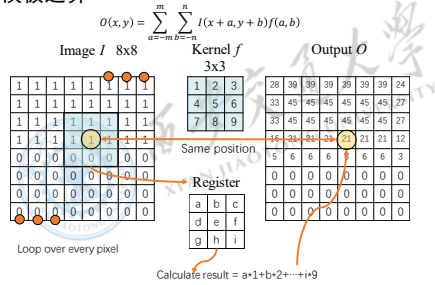 O(x, y) = ∑ₐ₌₋ₘᵐ ∑ᵦ₌₋ₙⁿ I(x + a, y + b)f(a, b)
Image I 8x8
Kernel f
3x3
Output O
1 1 1 1 1 1 1 1
1 1 1 1 1 1 1 1
1 1 1 1 1 1 1 1
1 1 1 1 1 1 1 1
0 0 0 0 0 0 0 0
0 0 0 0 0 0 0 0
0 0 0 0 0 0 0 0
0 0 0 0 0 0 0 0
1 2 3
4 5 6
7 8 9
28 39 39 39 39 39 39 24
33 45 45 45 45 45 45 27
33 45 45 45 45 45 45 27
16 21 21 21 21 21 21 12
5 6 6 6 6 6 6 3
0 0 0 0 0 0 0 0
0 0 0 0 0 0 0 0
0 0 0 0 0 0 0 0
Same position
Register
a b c
d e f
g h i
Loop over every pixel
Calculate result = a*1+b*2+···+i*9